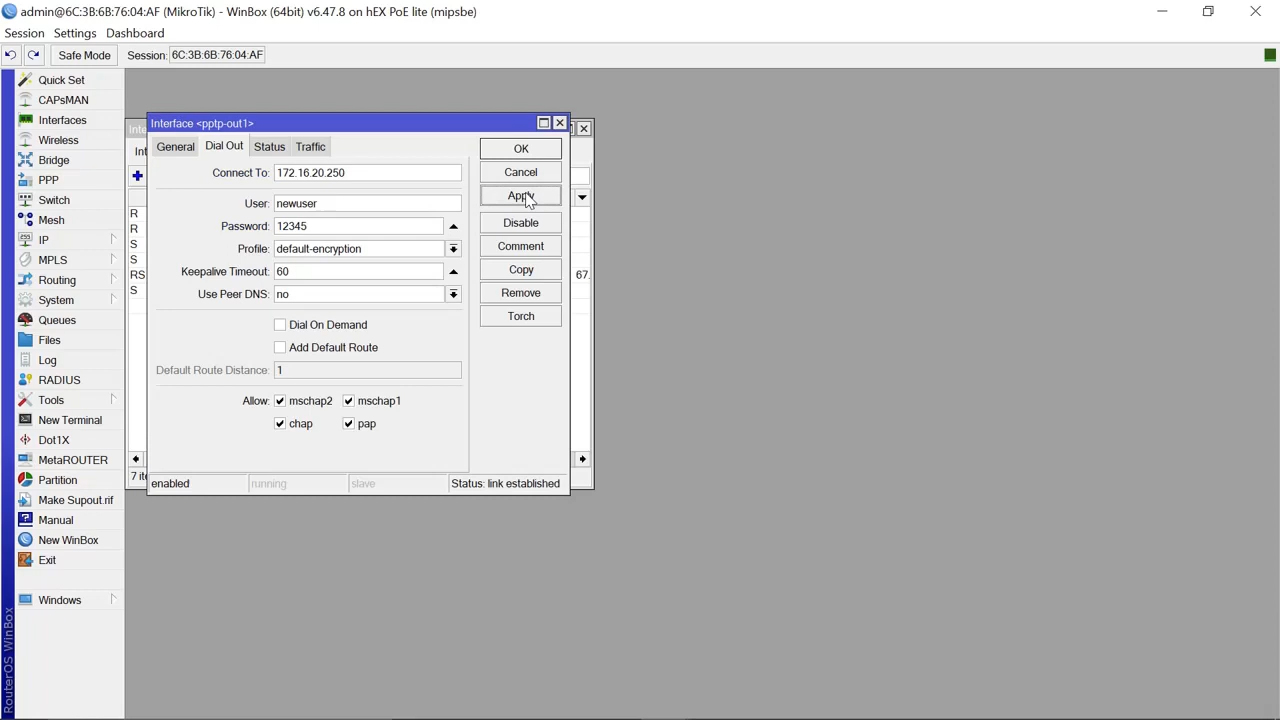 admin@6C:3B:6B:76:04:AF (MikroTik) - WinBox (64bit) v6.47.8 on hEX PoE lite (mipsbe)
Session Settings Dashboard
Safe Mode Session: 6C:3B:6B:76:04:AF
Quick Set
CAPsMAN
Interfaces
Wireless
Bridge
PPP
Switch
Mesh
IP
MPLS
Routing
System
Queues
Files
Log
RADIUS
Tools
New Terminal
Dot1X
MetaROUTER
Partition
Make Supout.rif
Manual
New WinBox
Exit
Windows
RouterOS WinBox
Inte
Int
R
R
S
S
RS
S
67.
7 ite
Interface <pptp-out1>
General Dial Out Status Traffic
Connect To: 172.16.20.250
User: newuser
Password: 12345
Profile: default-encryption
Keepalive Timeout: 60
Use Peer DNS: no
Dial On Demand
Add Default Route
Default Route Distance: 1
Allow: mschap2 mschap1
chap pap
OK
Cancel
Apply
Disable
Comment
Copy
Remove
Torch
enabled running slave Status: link established